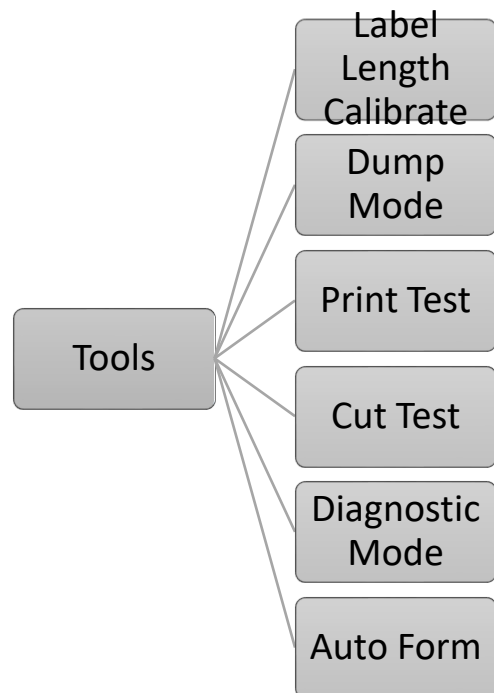 Label
Length
Calibrate
Dump
Mode
Print Test
Tools
Cut Test
Diagnostic
Mode
Auto Form